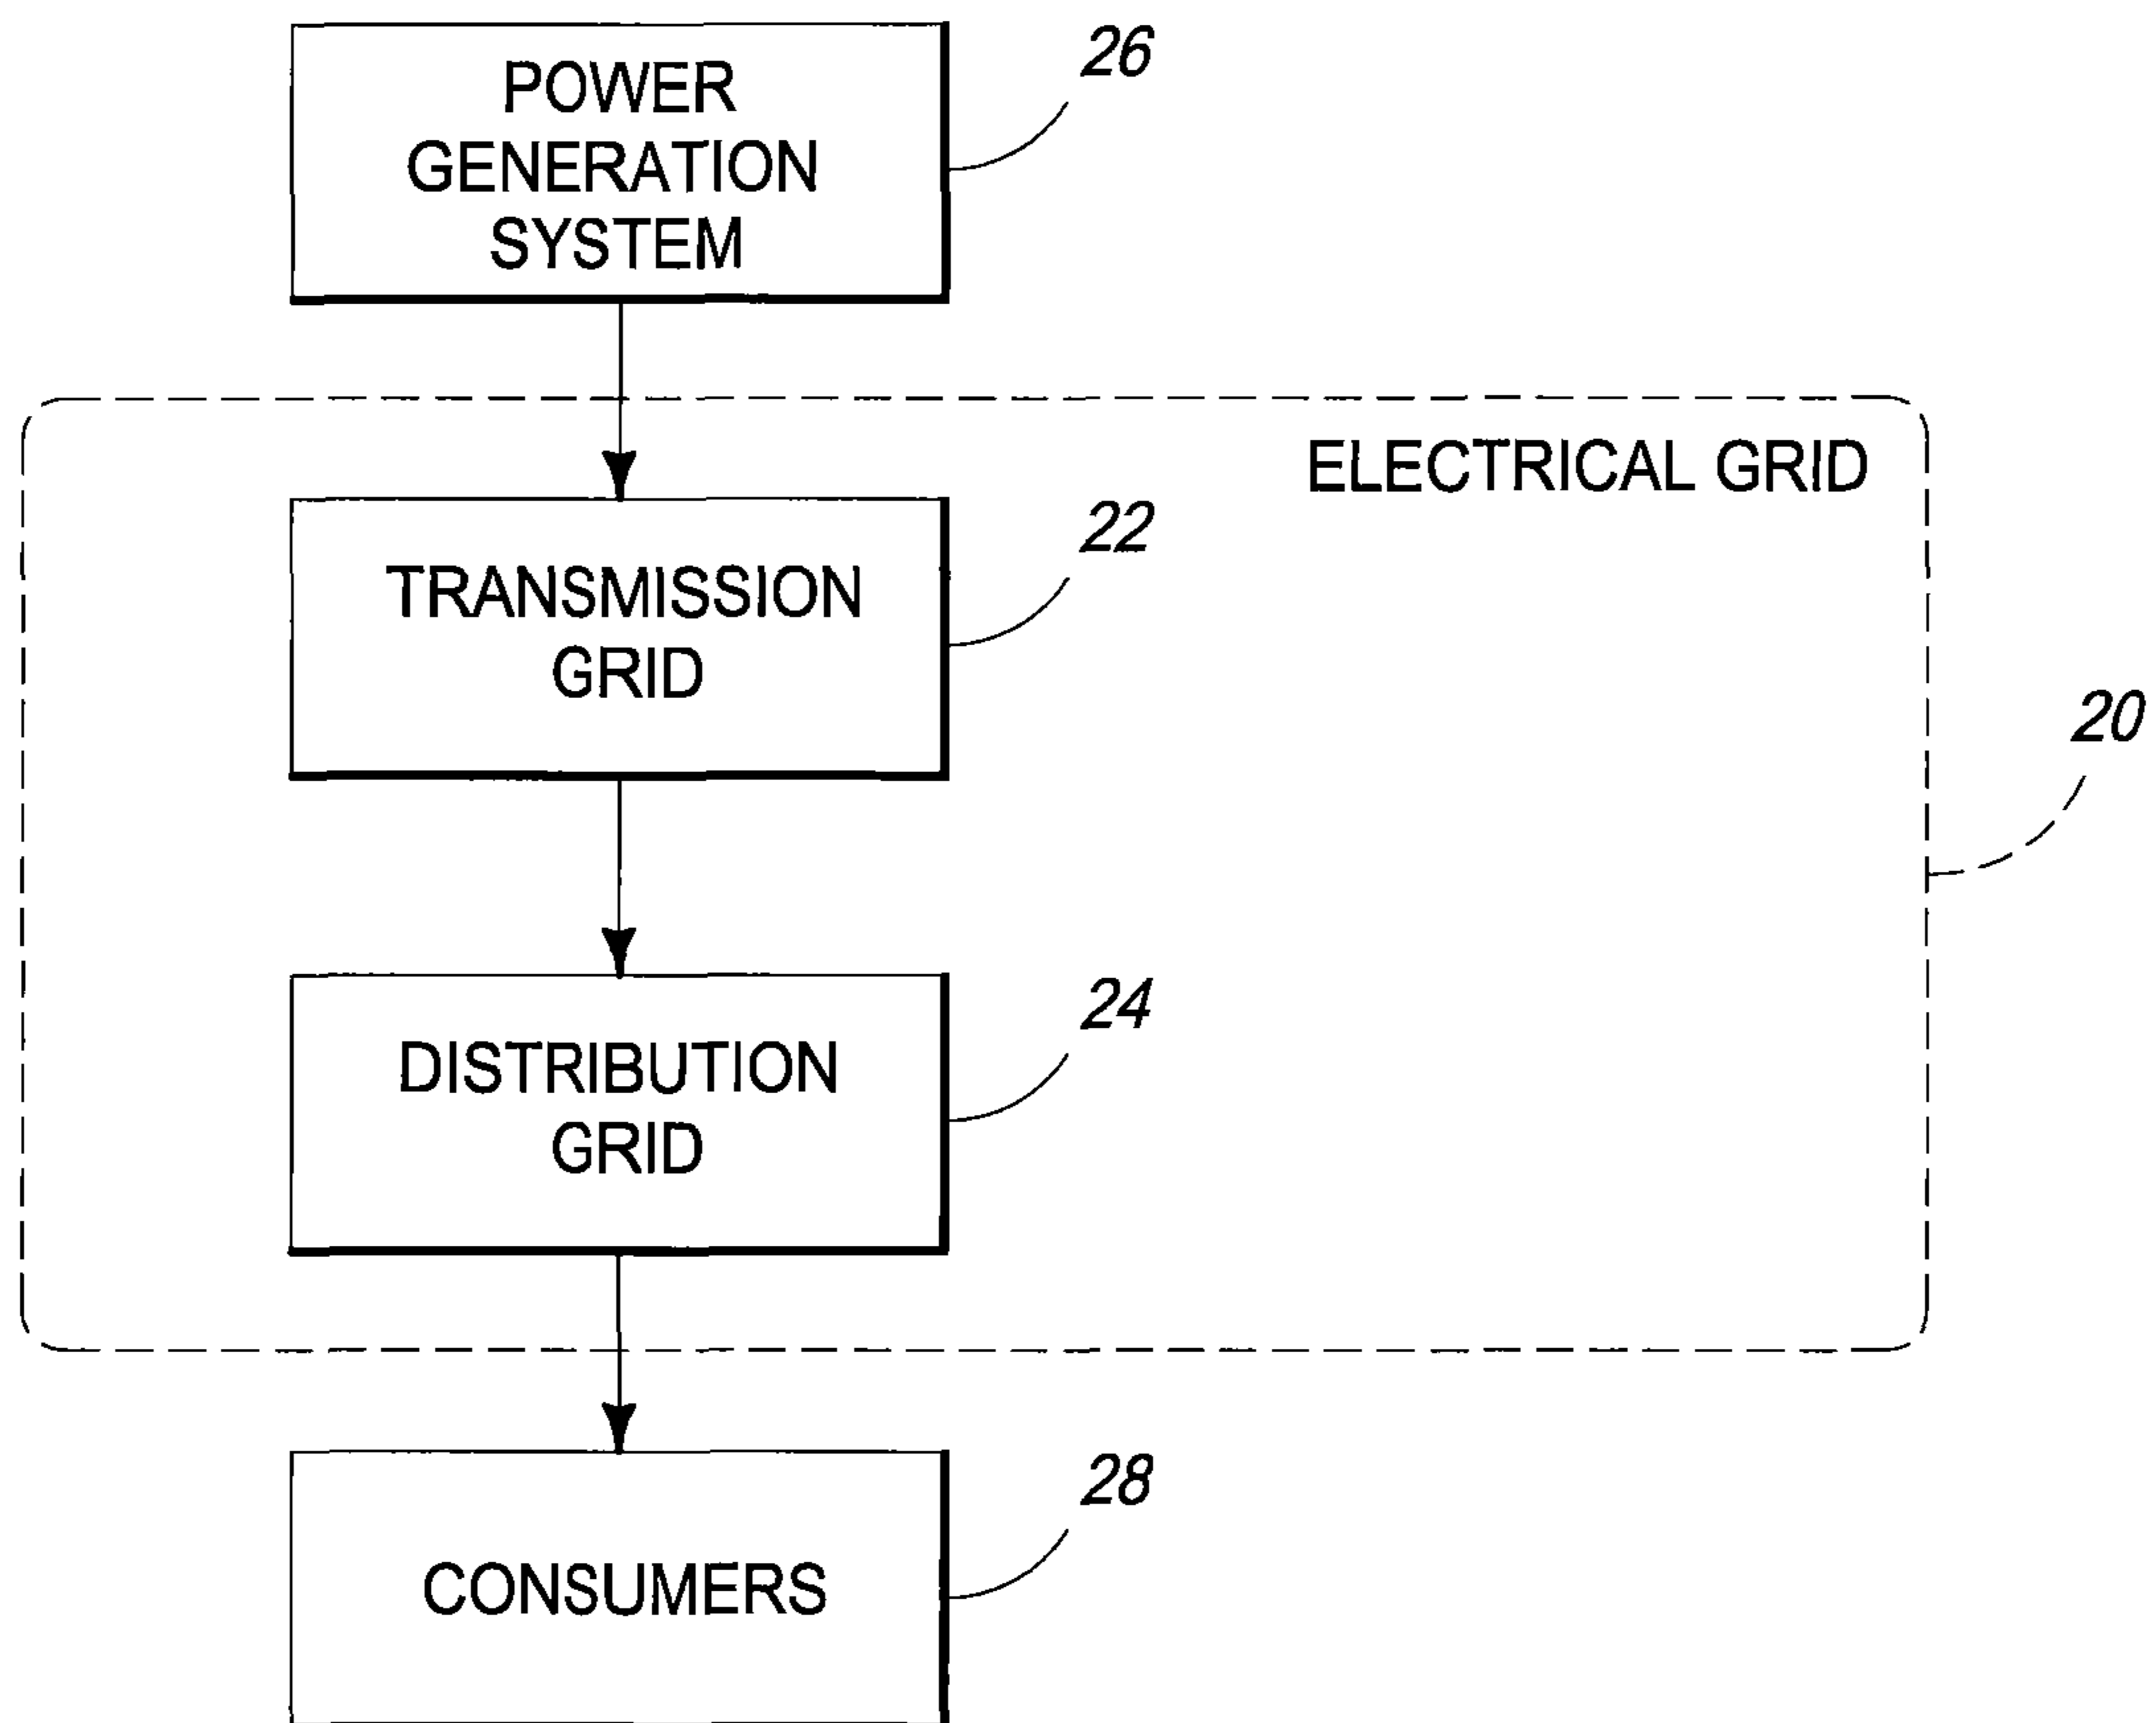 POWER
GENERATION
SYSTEM
26
ELECTRICAL GRID
TRANSMISSION
GRID
22
20
DISTRIBUTION
GRID
24
CONSUMERS
28